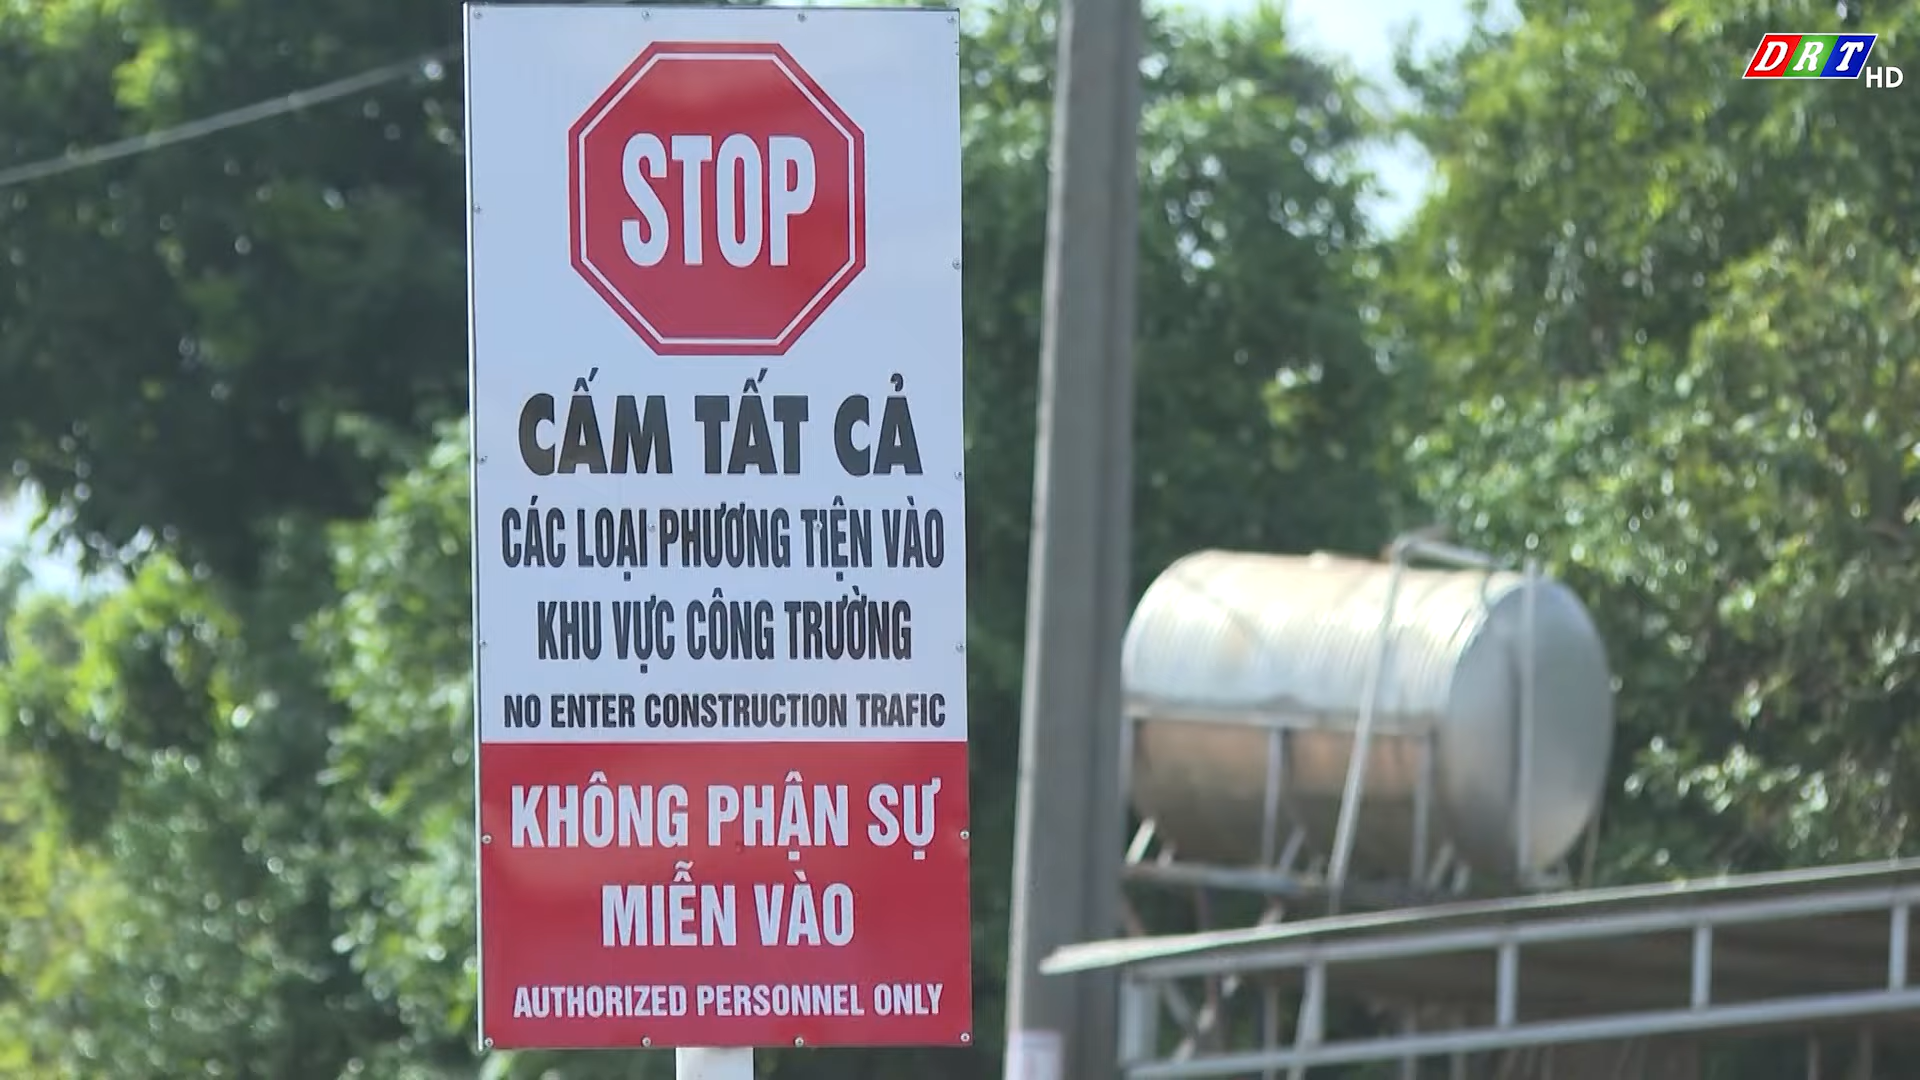 DRT HD
STOP
CẤM TẤT CẢ
CÁC LOẠI PHƯƠNG TIỆN VÀO
KHU VỰC CÔNG TRƯỜNG
NO ENTER CONSTRUCTION TRAFIC
KHÔNG PHẬN SỰ
MIỄN VÀO
AUTHORIZED PERSONNEL ONLY